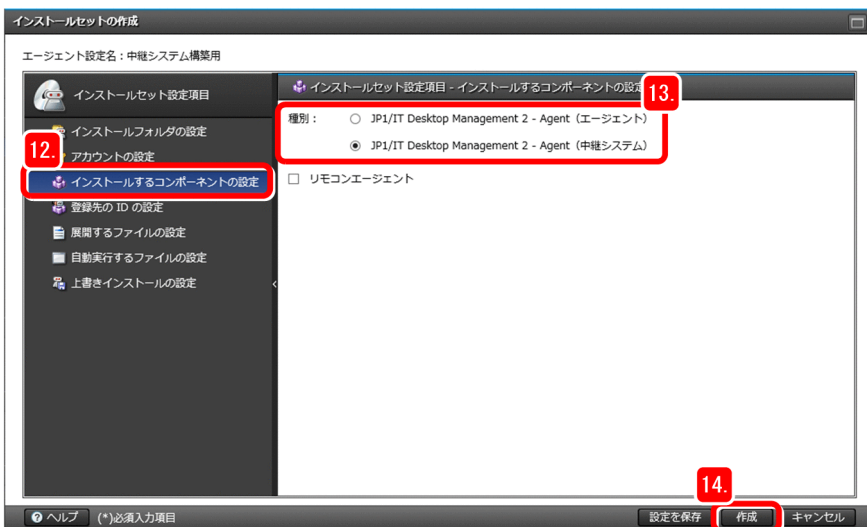 インストールセットの作成
エージェント設定名：中継システム構築用
インストールセット設定項目
インストールフォルダの設定
12.
アカウントの設定
インストールするコンポーネントの設定
登録先の ID の設定
展開するファイルの設定
自動実行するファイルの設定
上書きインストールの設定
インストールセット設定項目 - インストールするコンポーネントの設定
13.
種別： JP1/IT Desktop Management 2 - Agent（エージェント）
JP1/IT Desktop Management 2 - Agent（中継システム）
リモコンエージェント
14.
ヘルプ (*)必須入力項目 設定を保存 作成 キャンセル